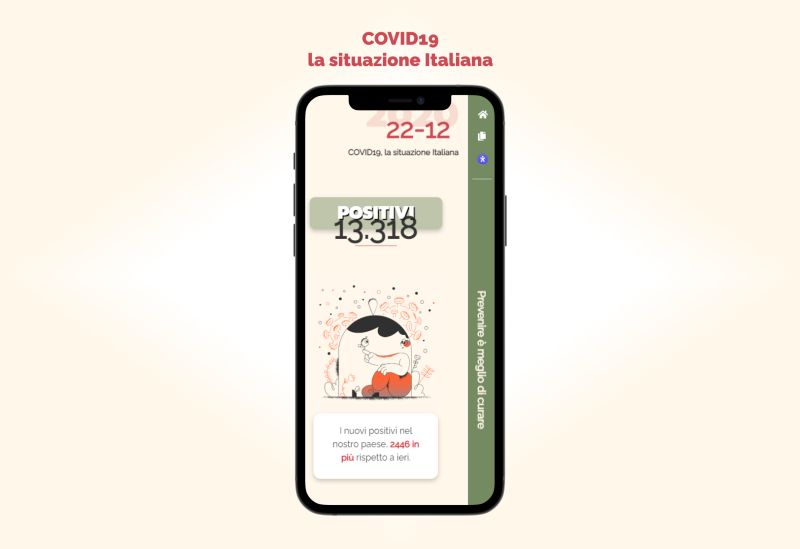 COVID19
la situazione Italiana
2020
22-12
COVID19, la situazione Italiana
POSITIVI
13.318
I nuovi positivi nel
nostro paese, 2446 in
più rispetto a ieri.
Prevenire è meglio di curare